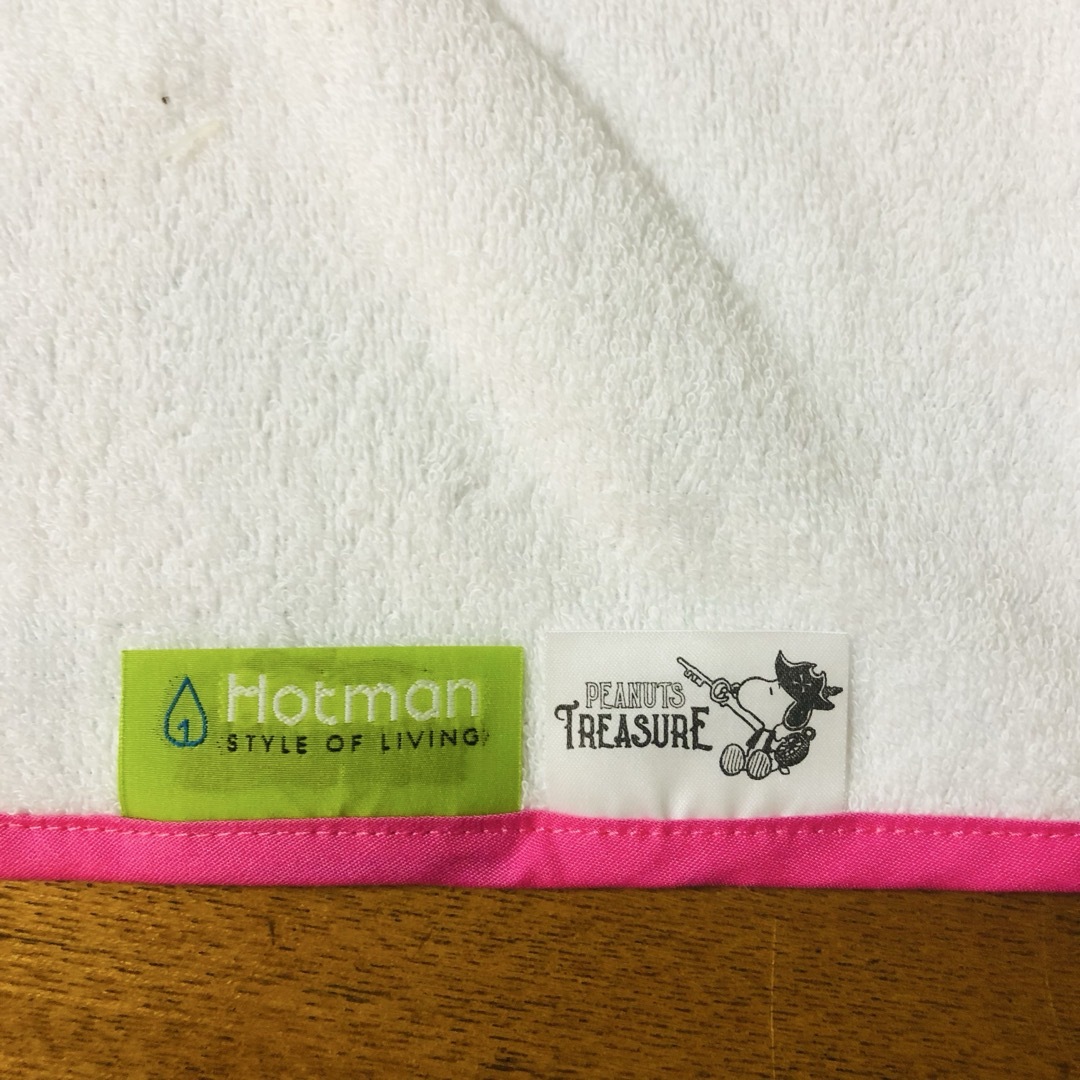 1
Hotman
STYLE OF LIVING
PEANUTS
TREASURE